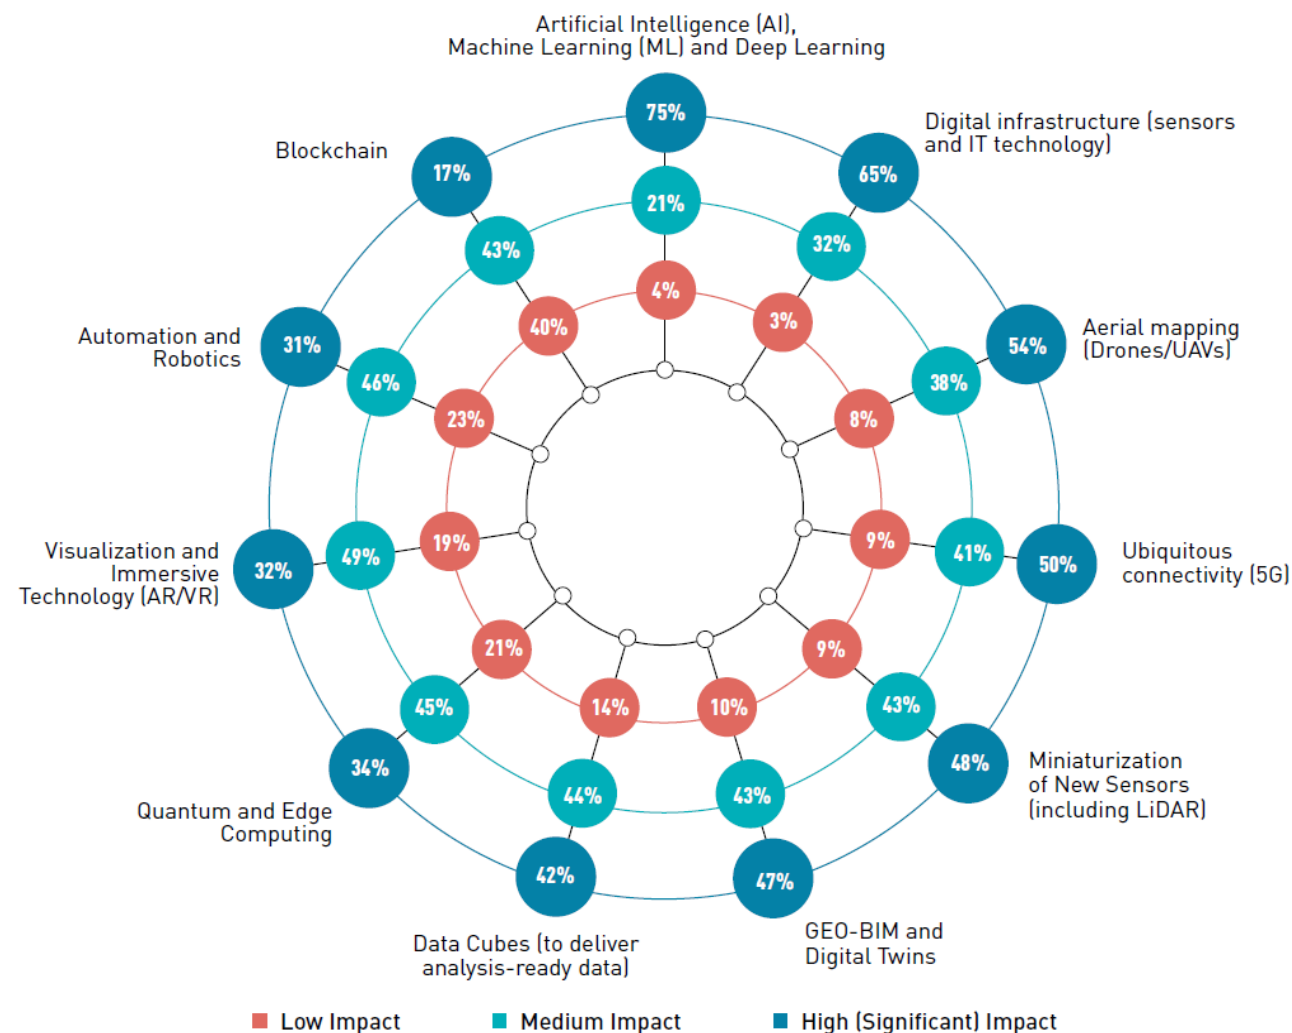 Artificial Intelligence (AI),
Machine Learning (ML) and Deep Learning
75%
21%
4%
Digital infrastructure (sensors
and IT technology)
65%
32%
3%
Aerial mapping
(Drones/UAVs)
54%
38%
8%
Ubiquitous
connectivity (5G)
50%
41%
9%
Miniaturization
of New Sensors
(including LiDAR)
48%
43%
9%
GEO-BIM and
Digital Twins
47%
43%
10%
Data Cubes (to deliver
analysis-ready data)
42%
44%
14%
Quantum and Edge
Computing
34%
45%
21%
Visualization and
Immersive
Technology (AR/VR)
32%
49%
19%
Automation and
Robotics
31%
46%
23%
Blockchain
17%
43%
40%
Low Impact
Medium Impact
High (Significant) Impact